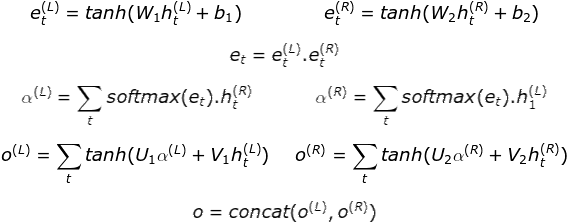 e_t^{(L)} = tanh(W_1 h_t^{(L)} + b_1) e_t^{(R)} = tanh(W_2 h_t^{(R)} + b_2)
e_t = e_t^{(L)}.e_t^{(R)}
α^{(L)} = ∑_t softmax(e_t).h_t^{(R)} α^{(R)} = ∑_t softmax(e_t).h_1^{(L)}
o^{(L)} = ∑_t tanh(U_1 α^{(L)} + V_1 h_t^{(L)}) o^{(R)} = ∑_t tanh(U_2 α^{(R)} + V_2 h_t^{(R)})
o = concat(o^{(L)}, o^{(R)})